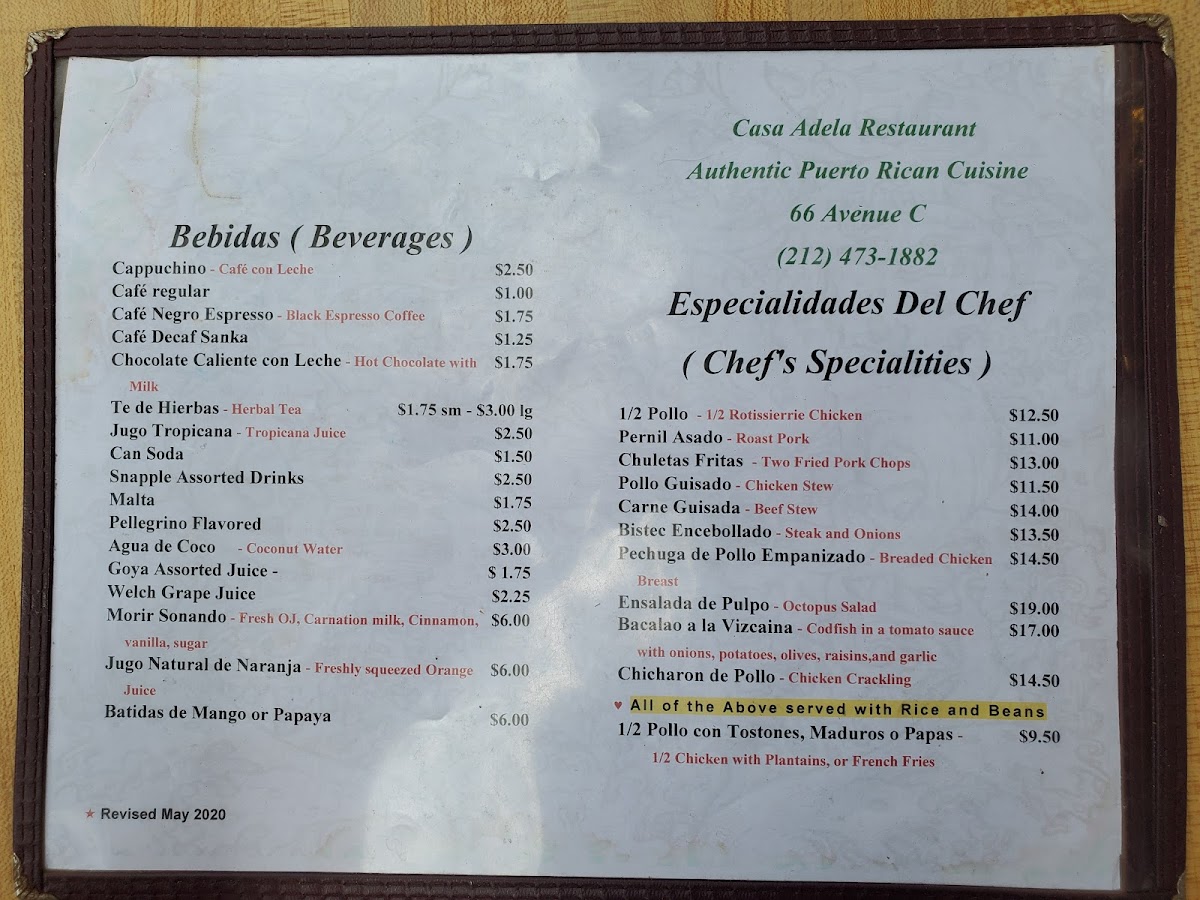 Bebidas ( Beverages )
Cappuchino - Café cou Leche $2.50
Café regular $1.00
Café Negro Espresso - Black Espresso Coffee $1.75
Café Decaf Sanka $1.25
Chocolate Caliente con Leche - Hot Chocolate with $1.75
Milk
Te de Hierbas - Herbal Tea $1.75 sm - $3.00 lg
Jugo Tropicana - Tropicana Juice $2.50
Can Soda $1.50
Snapple Assorted Drinks $2.50
Malta $1.75
Pellegrino Flavored $2.50
Agua de Coco - Coconut Water $3.00
Goya Assorted Juice - $ 1.75
Welch Grape Juice $2.25
Morir Sonando - Fresh OJ, Carnation milk, Cinnamon, $6.00
vanilla, sugar
Jugo Natural de Naranja - Freshly squeezed Orange $6.00
Juice
Batidas de Mango or Papaya $6.00
★ Revised May 2020
Casa Adela Restaurant
Authentic Puerto Rican Cuisine
66 Avenue C
(212) 473-1882
Especialidades Del Chef
( Chef's Specialities )
1/2 Pollo - 1/2 Rotissierrie Chicken $12.50
Pernil Asado - Roast Pork $11.00
Chuletas Fritas - Two Fried Pork Chops $13.00
Pollo Guisado - Chicken Stew $11.50
Carne Guisada - Beef Stew $14.00
Bistec Encebollado - Steak and Onions $13.50
Pechuga de Pollo Empanizado - Breaded Chicken $14.50
Breast
Ensalada de Pulpo - Octopus Salad $19.00
Bacalao a la Vizcaina - Codfish in a tomato sauce $17.00
with onions, potatoes, olives, raisins,and garlic
Chicharon de Pollo - Chicken Crackling $14.50
♥ All of the Above served with Rice and Beans
1/2 Pollo con Tostones, Maduros o Papas - $9.50
1/2 Chicken with Plantains, or French Fries